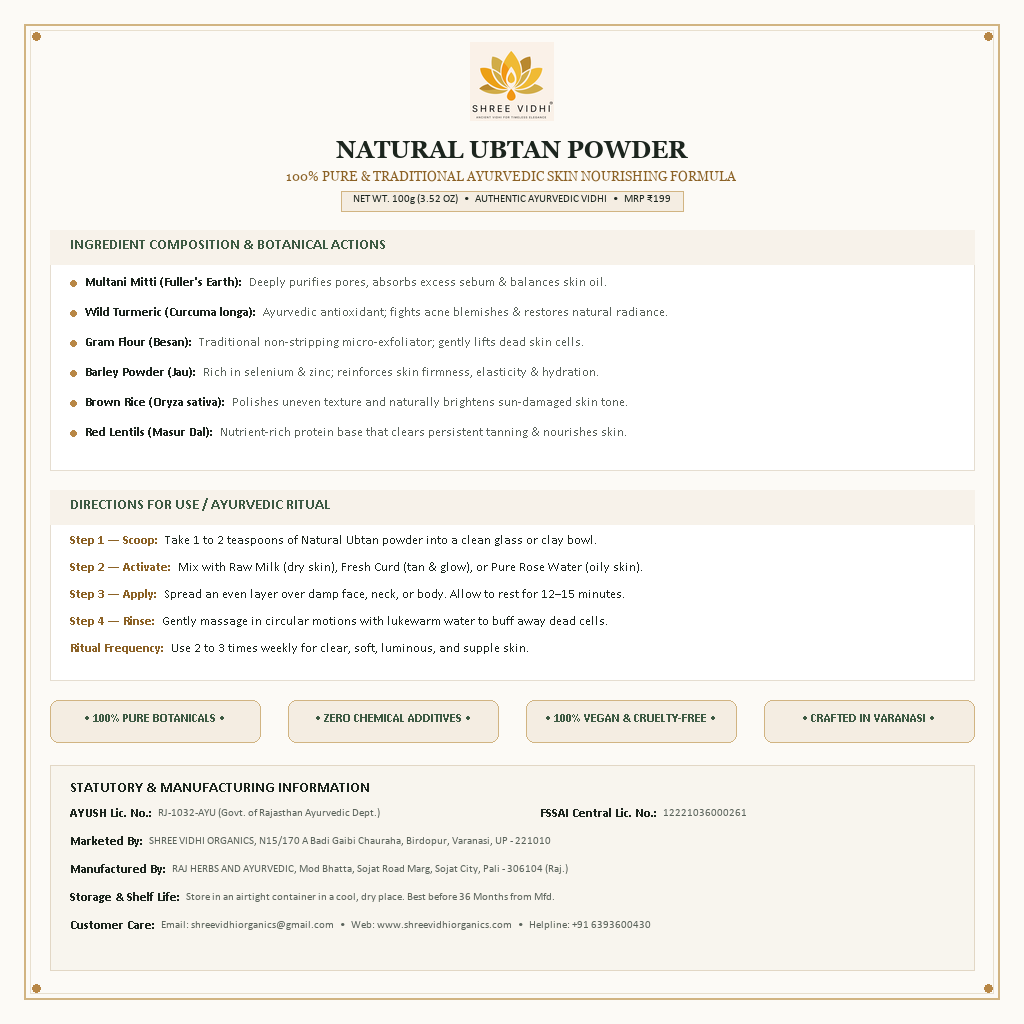 SHREE VIDHI
ANCIENT VIDHI FOR TIMELESS ELEGANCE
NATURAL UBTAN POWDER
100% PURE & TRADITIONAL AYURVEDIC SKIN NOURISHING FORMULA
NET WT. 100g (3.52 OZ) • AUTHENTIC AYURVEDIC VIDHI • MRP ₹199
INGREDIENT COMPOSITION & BOTANICAL ACTIONS
Multani Mitti (Fuller's Earth): Deeply purifies pores, absorbs excess sebum & balances skin oil.
Wild Turmeric (Curcuma longa): Ayurvedic antioxidant; fights acne blemishes & restores natural radiance.
Gram Flour (Besan): Traditional non-stripping micro-exfoliator; gently lifts dead skin cells.
Barley Powder (Jau): Rich in selenium & zinc; reinforces skin firmness, elasticity & hydration.
Brown Rice (Oryza sativa): Polishes uneven texture and naturally brightens sun-damaged skin tone.
Red Lentils (Masur Dal): Nutrient-rich protein base that clears persistent tanning & nourishes skin.
DIRECTIONS FOR USE / AYURVEDIC RITUAL
Step 1 — Scoop: Take 1 to 2 teaspoons of Natural Ubtan powder into a clean glass or clay bowl.
Step 2 — Activate: Mix with Raw Milk (dry skin), Fresh Curd (tan & glow), or Pure Rose Water (oily skin).
Step 3 — Apply: Spread an even layer over damp face, neck, or body. Allow to rest for 12–15 minutes.
Step 4 — Rinse: Gently massage in circular motions with lukewarm water to buff away dead cells.
Ritual Frequency: Use 2 to 3 times weekly for clear, soft, luminous, and supple skin.
• 100% PURE BOTANICALS •
• ZERO CHEMICAL ADDITIVES •
• 100% VEGAN & CRUELTY-FREE •
• CRAFTED IN VARANASI •
STATUTORY & MANUFACTURING INFORMATION
AYUSH Lic. No.: RJ-1032-AYU (Govt. of Rajasthan Ayurvedic Dept.) FSSAI Central Lic. No.: 12221036000261
Marketed By: SHREE VIDHI ORGANICS, N15/170 A Badi Gaibi Chauraha, Birdopur, Varanasi, UP - 221010
Manufactured By: RAJ HERBS AND AYURVEDIC, Mod Bhatta, Sojat Road Marg, Sojat City, Pali - 306104 (Raj.)
Storage & Shelf Life: Store in an airtight container in a cool, dry place. Best before 36 Months from Mfd.
Customer Care: Email: shreevidhiorganics@gmail.com • Web: www.shreevidhiorganics.com • Helpline: +91 6393600430